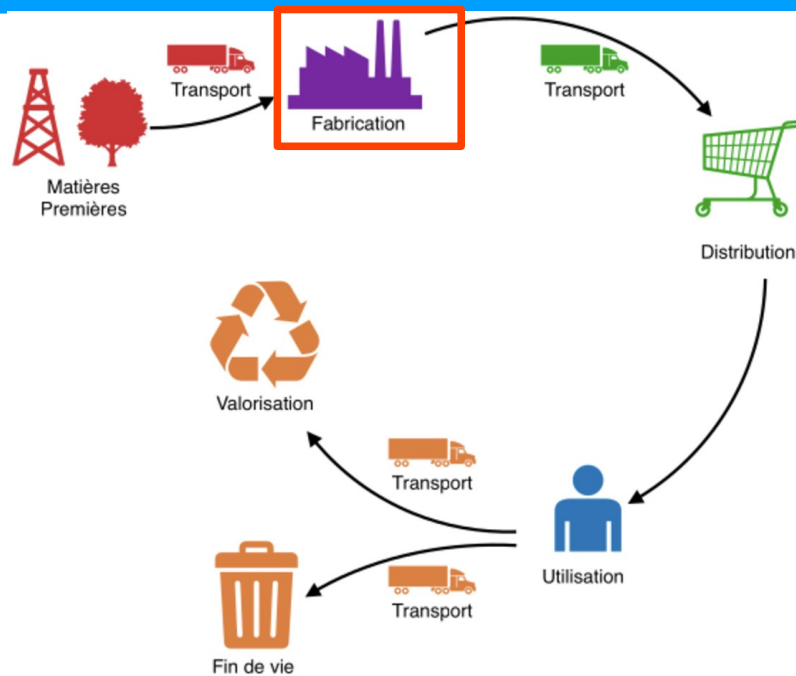 Transport
Fabrication
Transport
Matières
Premières
Distribution
Valorisation
Transport
Utilisation
Transport
Fin de vie